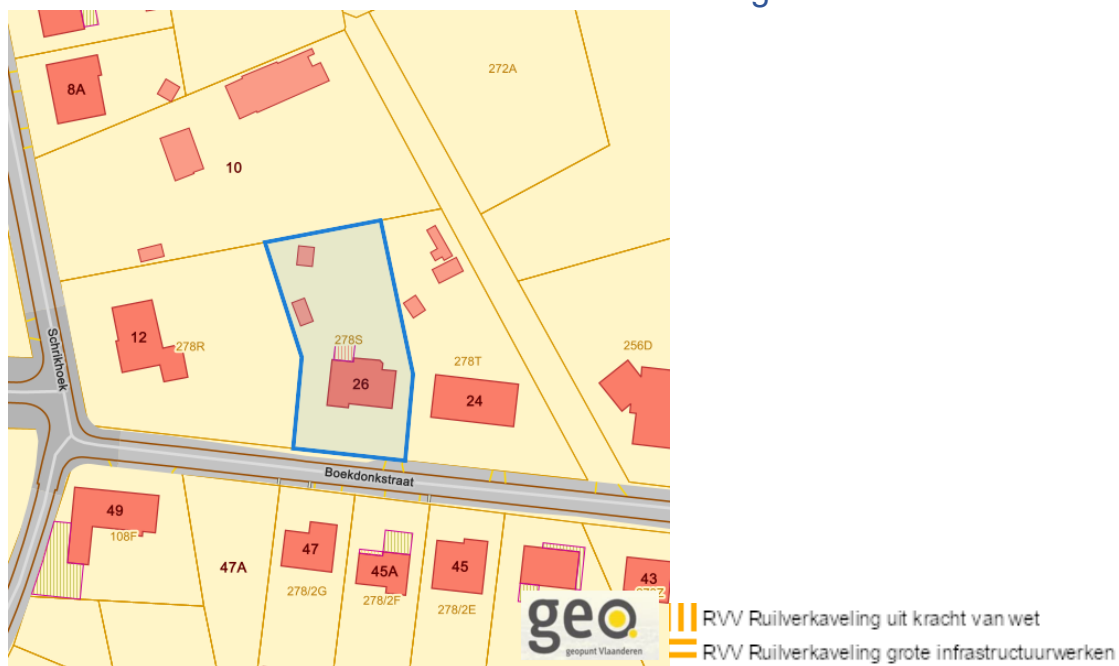 g
8A
272A
10
Schrikhoek
12
278R
278S
26
278T
24
256D
Boekdonkstraat
49
108F
47A
47
278/2G
45A
278/2F
45
278/2E
43
geo.
geopunt Vlaanderen
RVV Ruilverkaveling uit kracht van wet
RVV Ruilverkaveling grote infrastructuurwerken